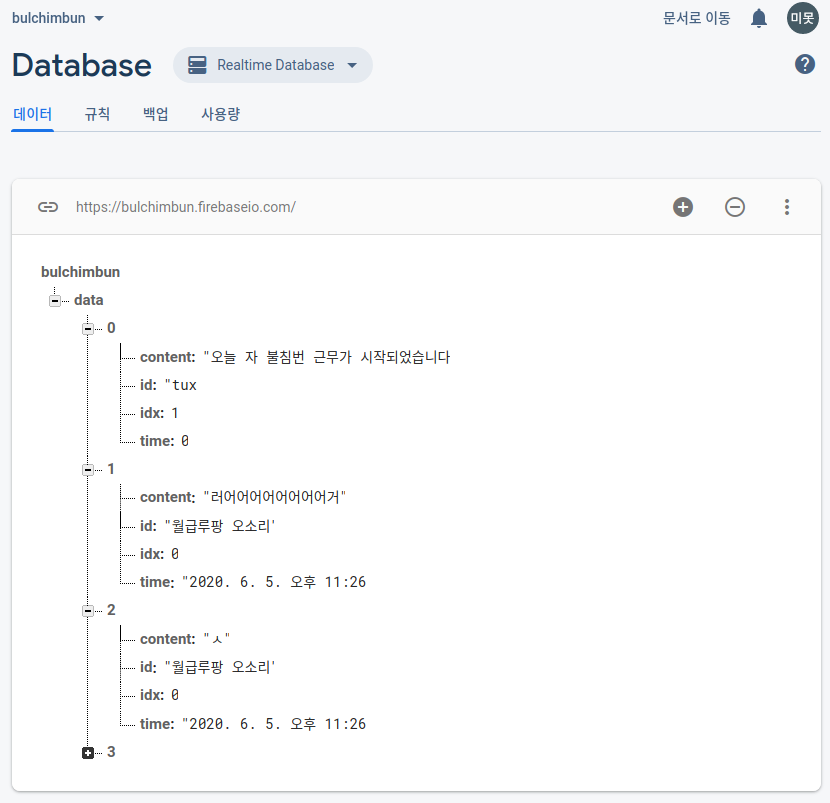 bulchimbun 문서로 이동 미못
Database Realtime Database ?
데이터 규칙 백업 사용량
https://bulchimbun.firebaseio.com/
bulchimbun
data
0
content: "오늘 자 불침번 근무가 시작되었습니다
id: "tux
idx: 1
time: 0
1
content: "러어어어어어어어어거"
id: "월급루팡 오소리'
idx: 0
time: "2020. 6. 5. 오후 11:26
2
content: "ㅅ"
id: "월급루팡 오소리'
idx: 0
time: "2020. 6. 5. 오후 11:26
3